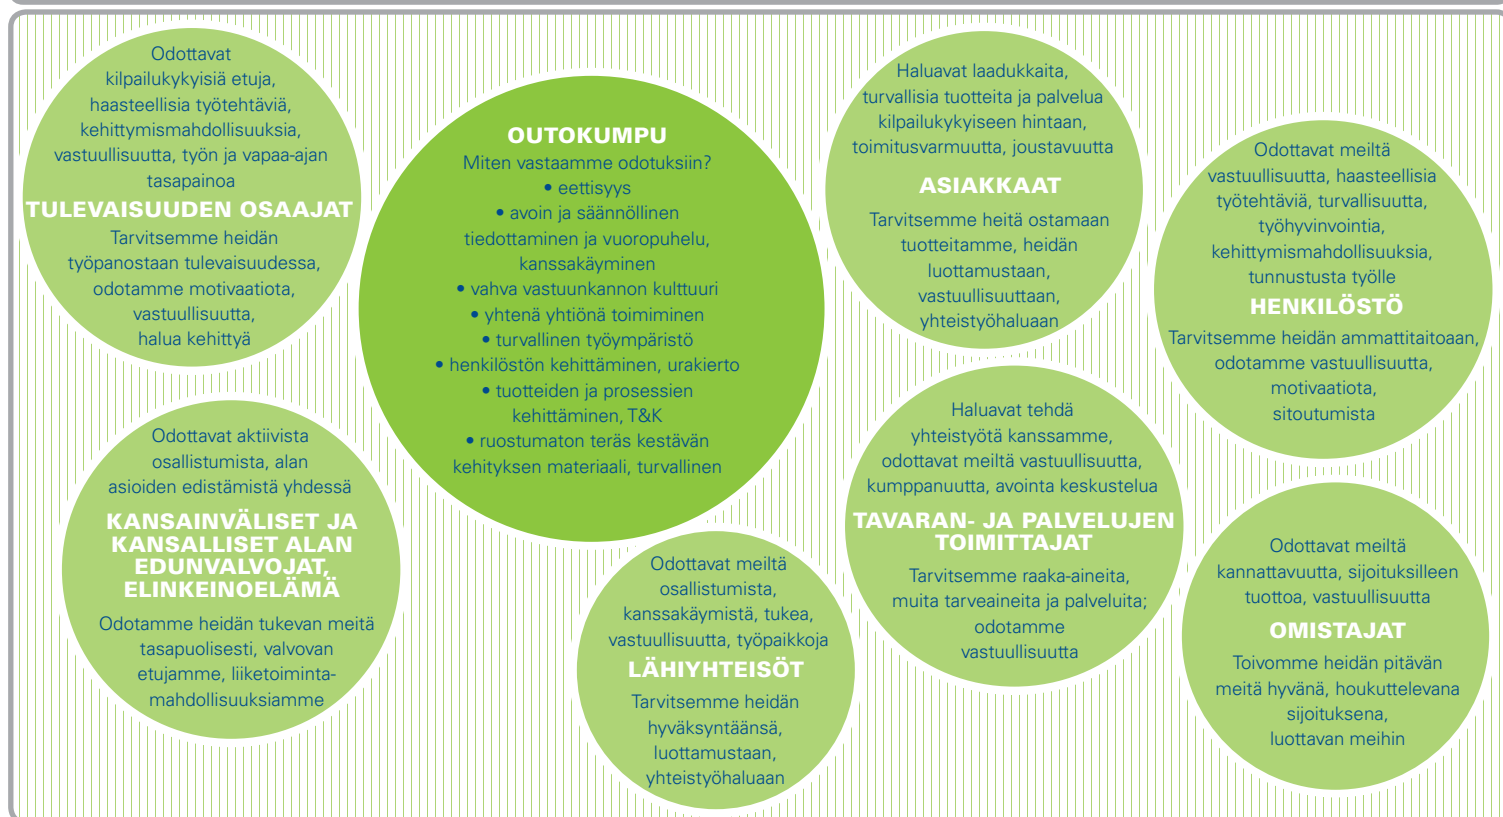 Odottavat
kilpailukykyisiä etuja,
haasteellisia työtehtäviä,
kehittymismahdollisuuksia,
vastuullisuutta, työn ja vapaa-ajan
tasapainoa
TULEVAISUUDEN OSAAJAT
Tarvitsemme heidän
työpanostaan tulevaisuudessa,
odotamme motivaatiota,
vastuullisuutta,
halua kehittyä
OUTOKUMPU
Miten vastaamme odotuksiin?
• eettisyys
• avoin ja säännöllinen
tiedottaminen ja vuoropuhelu,
kanssakäyminen
• vahva vastuunkannon kulttuuri
• yhtenä yhtiönä toimiminen
• turvallinen työympäristö
• henkilöstön kehittäminen, urakierto
• tuotteiden ja prosessien
kehittäminen, T&K
• ruostumaton teräs kestävän
kehityksen materiaali, turvallinen
Haluavat laadukkaita,
turvallisia tuotteita ja palvelua
kilpailukykyiseen hintaan,
toimitusvarmuutta, joustavuutta
ASIAKKAAT
Tarvitsemme heitä ostamaan
tuotteitamme, heidän
luottamustaan,
vastuullisuuttaan,
yhteistyöhaluaan
Odottavat meiltä
vastuullisuutta, haasteellisia
työtehtäviä, turvallisuutta,
työhyvinvointia,
kehittymismahdollisuuksia,
tunnustusta työlle
HENKILÖSTÖ
Tarvitsemme heidän ammattitaitoaan,
odotamme vastuullisuutta,
motivaatiota,
sitoutumista
Odottavat aktiivista
osallistumista, alan
asioiden edistämistä yhdessä
KANSAINVÄLISET JA
KANSALLISET ALAN
EDUNVALVOJAT,
ELINKEINOELÄMÄ
Odotamme heidän tukevan meitä
tasapuolisesti, valvovan
etujamme, liiketoiminta-
mahdollisuuksiamme
Odottavat meiltä
osallistumista,
kanssakäymistä, tukea,
vastuullisuutta, työpaikkoja
LÄHIYHTEISÖT
Tarvitsemme heidän
hyväksyntäänsä,
luottamustaan,
yhteistyöhaluaan
Haluavat tehdä
yhteistyötä kanssamme,
odottavat meiltä vastuullisuutta,
kumppanuutta, avointa keskustelua
TAVARAN- JA PALVELUJEN
TOIMITTAJAT
Tarvitsemme raaka-aineita,
muita tarveaineita ja palveluita;
odotamme
vastuullisuutta
Odottavat meiltä
kannattavuutta, sijoituksilleen
tuottoa, vastuullisuutta
OMISTAJAT
Toivomme heidän pitävän
meitä hyvänä, houkuttelevana
sijoituksena,
luottavan meihin